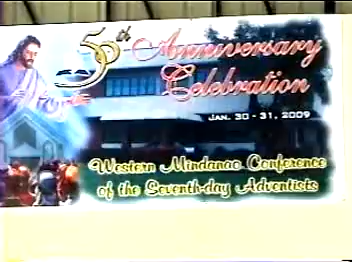 50th Anniversary
Celebration
JAN. 30 - 31, 2009
Western Mindanao Conference
of the Seventh-day Adventists